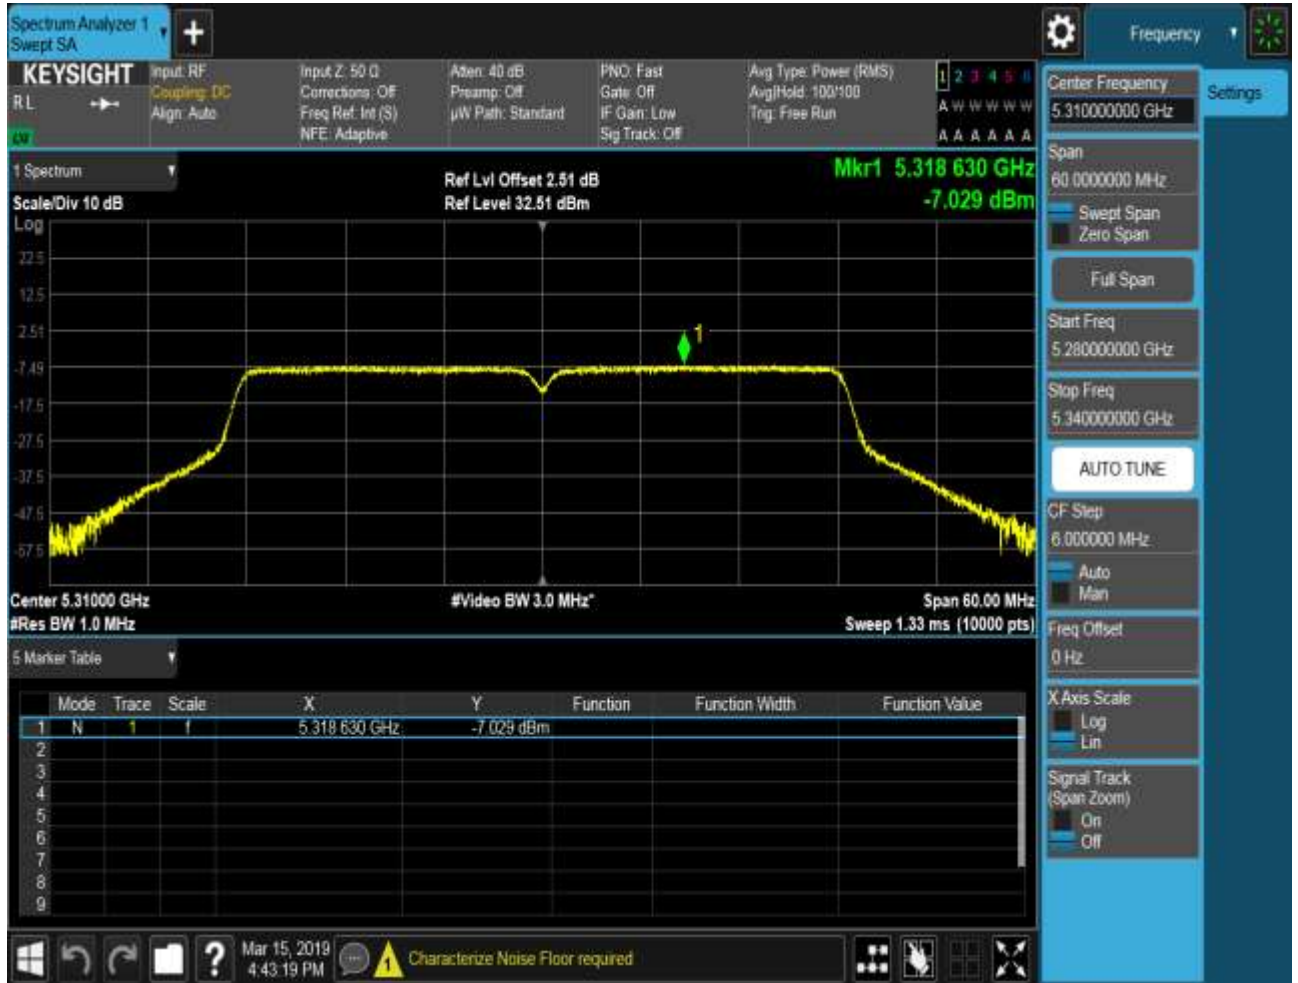 Spectrum Analyzer 1
Swept SA
Frequency
KEYSIGHT
RL
Input: RF
Coupling: DC
Align: Auto
Input Z: 50 Ω
Corrections: Off
Freq Ref: Int (S)
NFE: Adaptive
Atten: 40 dB
Preamp: Off
µW Path: Standard
PNO: Fast
Gate: Off
IF Gain: Low
Sig Track: Off
Avg Type: Power (RMS)
Avg|Hold: 100/100
Trig: Free Run
1 2 3 4 5 6
A W W W W W
A A A A A A
1 Spectrum
Scale/Div 10 dB
Ref Lvl Offset 2.51 dB
Ref Level 32.51 dBm
Mkr1 5.318 630 GHz
-7.029 dBm
Log
22.5
12.5
2.51
-7.49
-17.5
-27.5
-37.5
-47.5
-57.5
1
Center 5.31000 GHz
#Res BW 1.0 MHz
#Video BW 3.0 MHz*
Span 60.00 MHz
Sweep 1.33 ms (10000 pts)
5 Marker Table
Mode Trace Scale X Y Function Function Width Function Value
1 N 1 f 5.318 630 GHz -7.029 dBm
2
3
4
5
6
7
8
9
Mar 15, 2019
4:43:19 PM
1
Characterize Noise Floor required
Center Frequency
5.310000000 GHz
Settings
Span
60.0000000 MHz
Swept Span
Zero Span
Full Span
Start Freq
5.280000000 GHz
Stop Freq
5.340000000 GHz
AUTO TUNE
CF Step
6.000000 MHz
Auto
Man
Freq Offset
0 Hz
X Axis Scale
Log
Lin
Signal Track
(Span Zoom)
On
Off